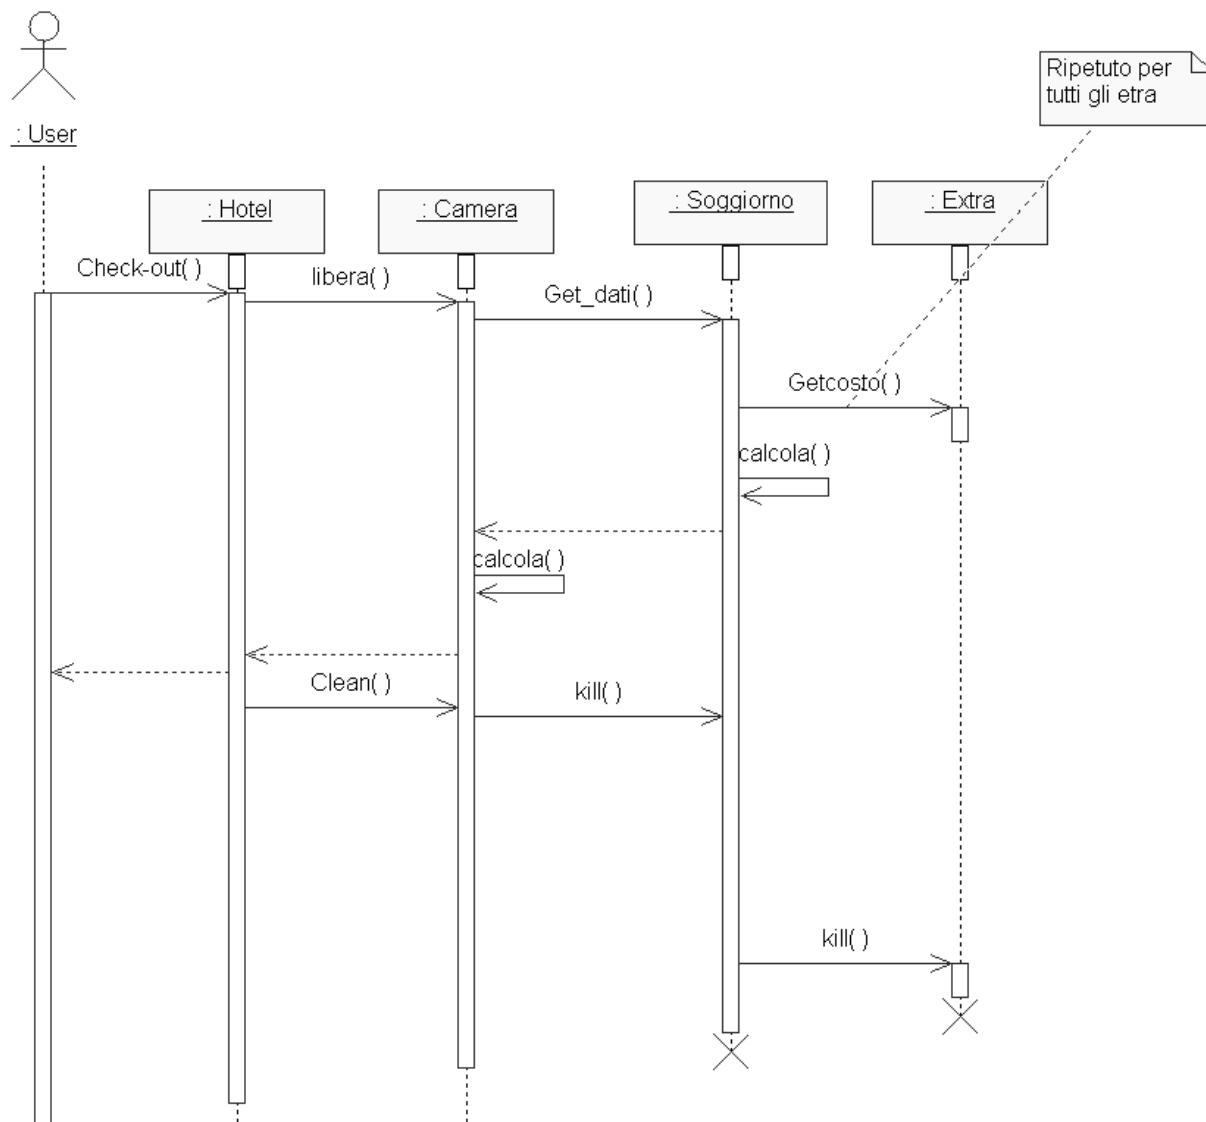 Ripetuto per
tutti gli etra
: User
: Hotel
: Camera
: Soggiorno
: Extra
Check-out( )
libera( )
Get_dati( )
Getcosto( )
calcola( )
calcola( )
Clean( )
kill( )
kill( )